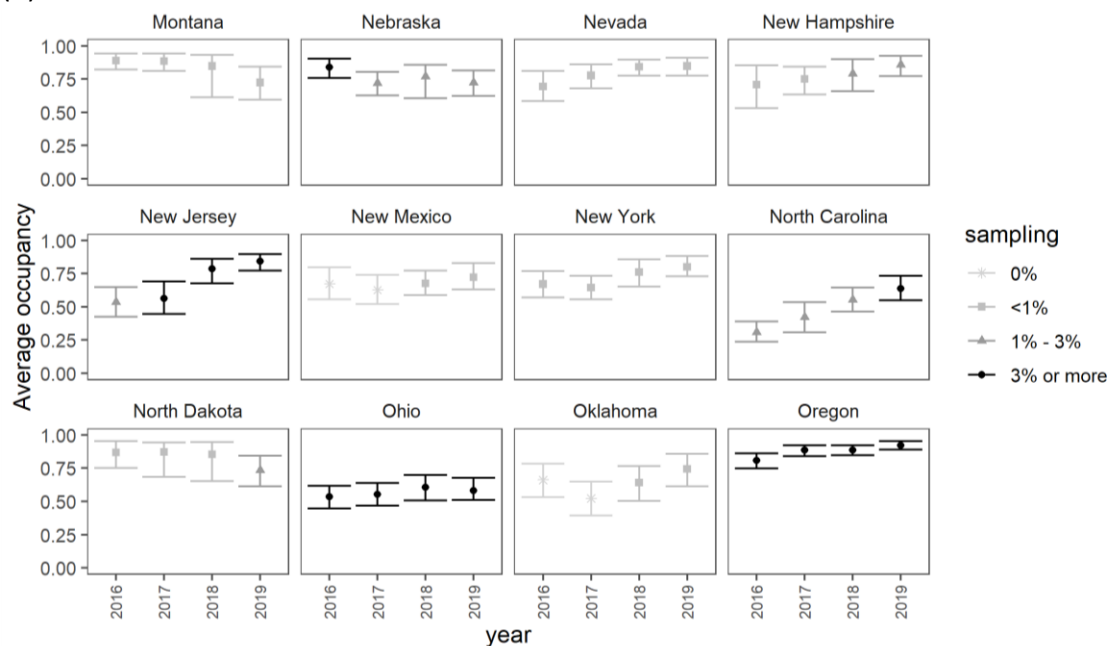 Montana Nebraska Nevada New Hampshire
1.00
0.75
0.50
0.25
0.00
New Jersey New Mexico New York North Carolina
1.00
0.75
0.50
0.25
0.00
North Dakota Ohio Oklahoma Oregon
1.00
0.75
0.50
0.25
0.00
2016 2017 2018 2019 2016 2017 2018 2019 2016 2017 2018 2019 2016 2017 2018 2019
year
Average occupancy
sampling
0%
<1%
1% - 3%
3% or more